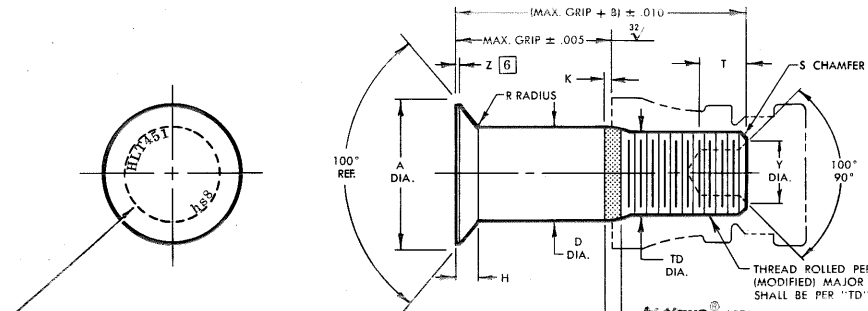 (MAX. GRIP + B) ± .010
MAX. GRIP ± .005
32
Z 6
K
T
S CHAMFER
R RADIUS
HLT451
hs8
100°
REF.
A
DIA.
Y
DIA.
100°
90°
H
D
DIA.
TD
DIA.
THREAD ROLLED PER
(MODIFIED) MAJOR
SHALL BE PER "TD"